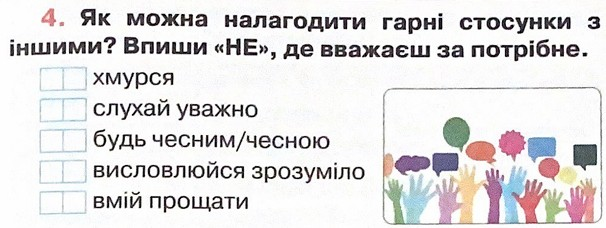 4. Як можна налагодити гарні стосунки з
іншими? Впиши «НЕ», де вважаєш за потрібне.
хмурся
слухай уважно
будь чесним/чесною
висловлюйся зрозуміло
вмій прощати